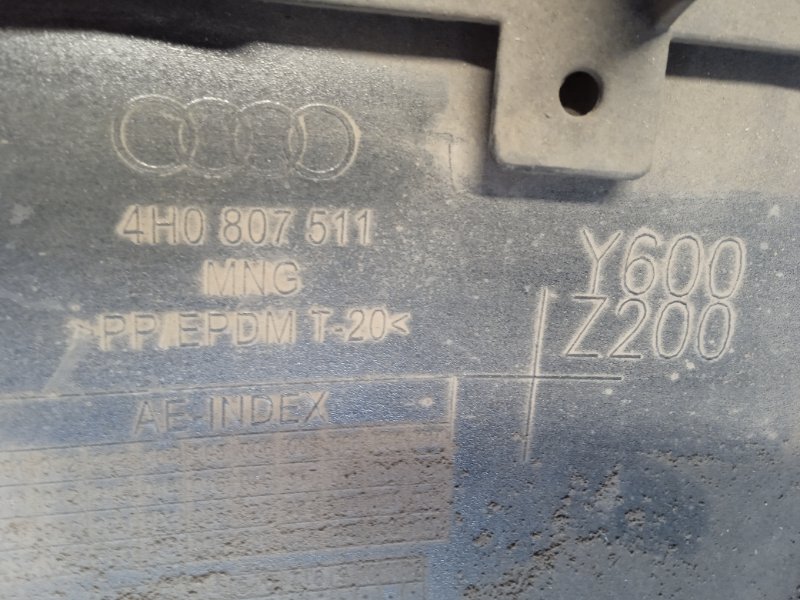 4H0 807 511
MNG
>PP/EPDM T-20<
AE-INDEX
Y600
Z200